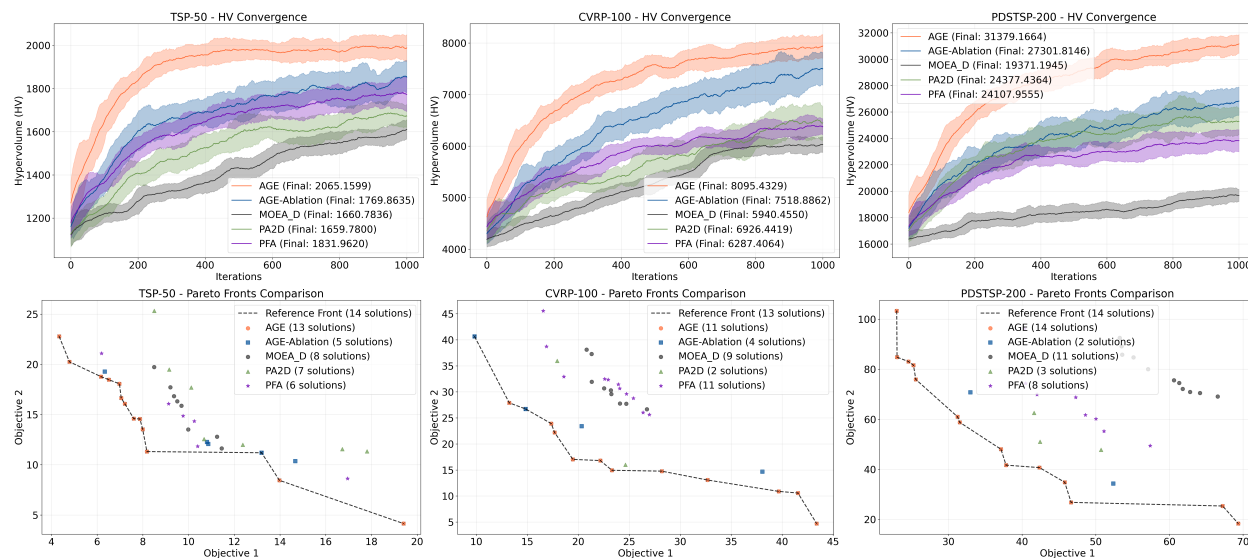 TSP-50 - HV Convergence
Hypervolume (HV)
2000
1800
1600
1400
1200
AGE (Final: 2065.1599)
AGE-Ablation (Final: 1769.8635)
MOEA_D (Final: 1660.7836)
PA2D (Final: 1659.7800)
PFA (Final: 1831.9620)
0 200 400 600 800 1000
Iterations
CVRP-100 - HV Convergence
Hypervolume (HV)
8000
7000
6000
5000
4000
AGE (Final: 8095.4329)
AGE-Ablation (Final: 7518.8862)
MOEA_D (Final: 5940.4550)
PA2D (Final: 6926.4419)
PFA (Final: 6287.4064)
0 200 400 600 800 1000
Iterations
PDSTSP-200 - HV Convergence
Hypervolume (HV)
32000
30000
28000
26000
24000
22000
20000
18000
16000
AGE (Final: 31379.1664)
AGE-Ablation (Final: 27301.8146)
MOEA_D (Final: 19371.1945)
PA2D (Final: 24377.4364)
PFA (Final: 24107.9555)
0 200 400 600 800 1000
Iterations
TSP-50 - Pareto Fronts Comparison
Objective 2
25
20
15
10
5
Reference Front (14 solutions)
AGE (13 solutions)
AGE-Ablation (5 solutions)
MOEA_D (8 solutions)
PA2D (7 solutions)
PFA (6 solutions)
4 6 8 10 12 14 16 18 20
Objective 1
CVRP-100 - Pareto Fronts Comparison
Objective 2
45
40
35
30
25
20
15
10
5
Reference Front (13 solutions)
AGE (11 solutions)
AGE-Ablation (4 solutions)
MOEA_D (9 solutions)
PA2D (2 solutions)
PFA (11 solutions)
10 15 20 25 30 35 40 45
Objective 1
PDSTSP-200 - Pareto Fronts Comparison
Objective 2
100
80
60
40
20
Reference Front (14 solutions)
AGE (14 solutions)
AGE-Ablation (2 solutions)
MOEA_D (11 solutions)
PA2D (3 solutions)
PFA (8 solutions)
30 40 50 60 70
Objective 1